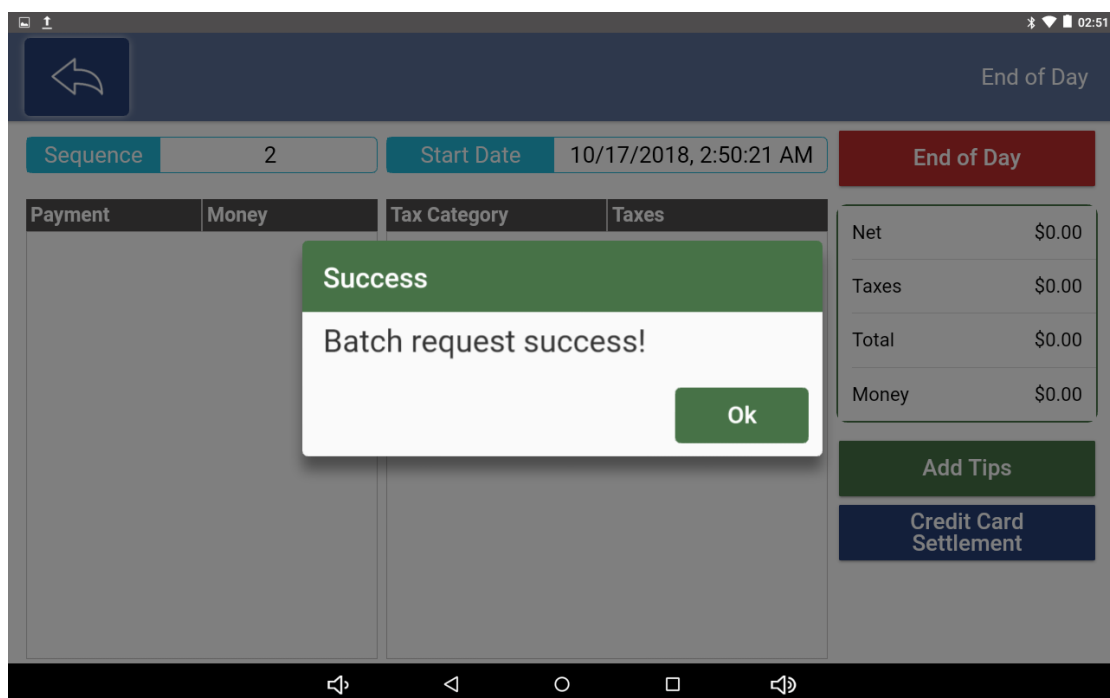 02:51
End of Day
Sequence 2 Start Date 10/17/2018, 2:50:21 AM End of Day
Payment Money Tax Category Taxes
Net $0.00
Success
Taxes $0.00
Batch request success!
Total $0.00
Money $0.00
Ok
Add Tips
Credit Card
Settlement